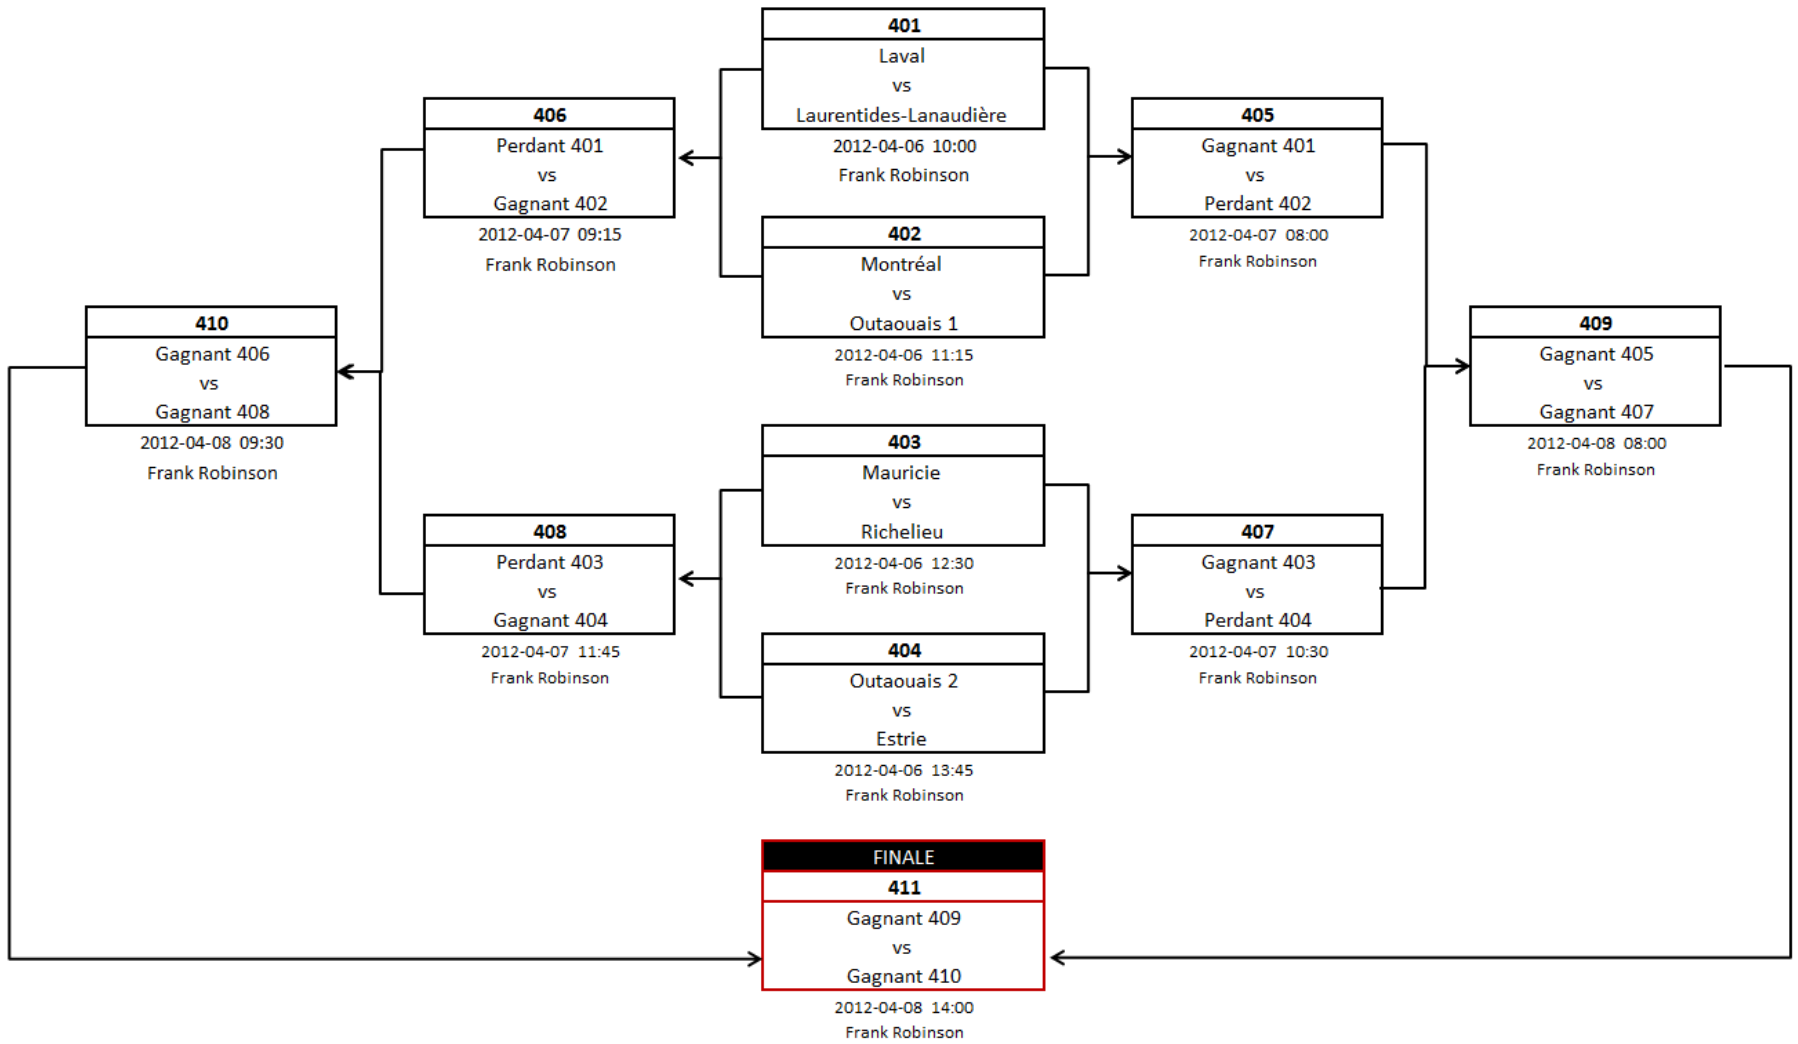 401
Laval
vs
Laurentides-Lanaudière
2012-04-06 10:00
Frank Robinson
406
Perdant 401
vs
Gagnant 402
2012-04-07 09:15
Frank Robinson
405
Gagnant 401
vs
Perdant 402
2012-04-07 08:00
Frank Robinson
402
Montréal
vs
Outaouais 1
2012-04-06 11:15
Frank Robinson
410
Gagnant 406
vs
Gagnant 408
2012-04-08 09:30
Frank Robinson
409
Gagnant 405
vs
Gagnant 407
2012-04-08 08:00
Frank Robinson
403
Mauricie
vs
Richelieu
2012-04-06 12:30
Frank Robinson
408
Perdant 403
vs
Gagnant 404
2012-04-07 11:45
Frank Robinson
407
Gagnant 403
vs
Perdant 404
2012-04-07 10:30
Frank Robinson
404
Outaouais 2
vs
Estrie
2012-04-06 13:45
Frank Robinson
FINALE
411
Gagnant 409
vs
Gagnant 410
2012-04-08 14:00
Frank Robinson